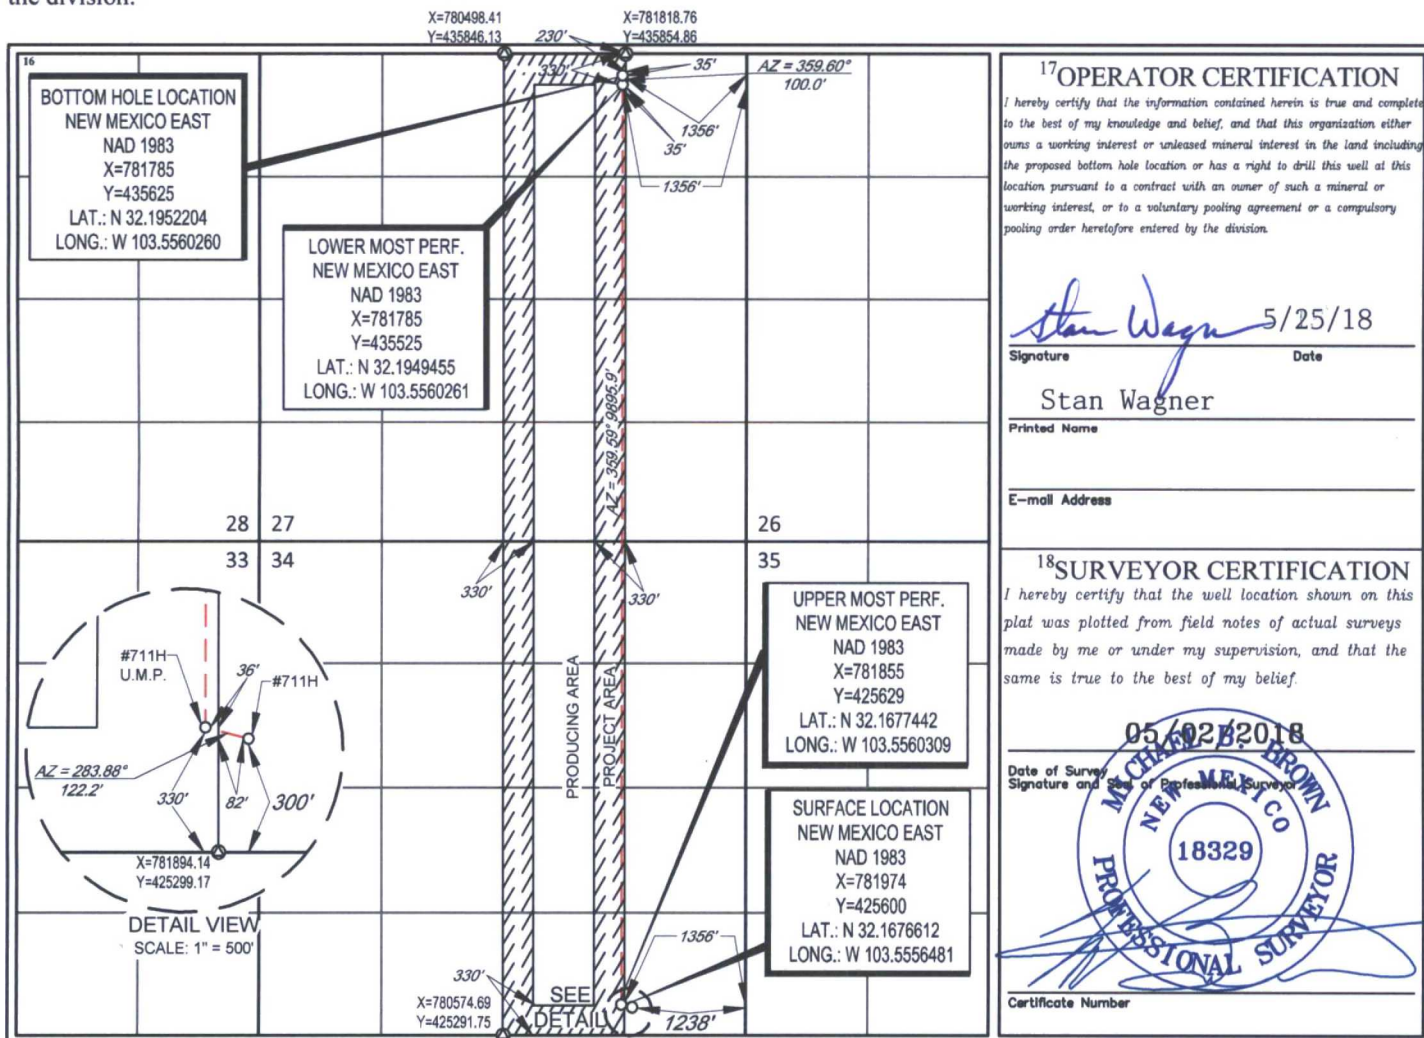 the division.
X=780498.41
Y=435846.13
X=781818.76
Y=435854.86
230'
330'
35'
AZ = 359.60°
100.0'
1356'
35'
1356'
16
BOTTOM HOLE LOCATION
NEW MEXICO EAST
NAD 1983
X=781785
Y=435625
LAT.: N 32.1952204
LONG.: W 103.5560260
LOWER MOST PERF.
NEW MEXICO EAST
NAD 1983
X=781785
Y=435525
LAT.: N 32.1949455
LONG.: W 103.5560261
AZ = 359.59° 9895.9'
28 27
33 34
26
35
330'
330'
PRODUCING AREA
PROJECT AREA
UPPER MOST PERF.
NEW MEXICO EAST
NAD 1983
X=781855
Y=425629
LAT.: N 32.1677442
LONG.: W 103.5560309
SURFACE LOCATION
NEW MEXICO EAST
NAD 1983
X=781974
Y=425600
LAT.: N 32.1676612
LONG.: W 103.5556481
#711H
U.M.P.
36'
#711H
AZ = 283.88°
122.2'
330'
82'
300'
X=781894.14
Y=425299.17
DETAIL VIEW
SCALE: 1" = 500'
330'
X=780574.69
Y=425291.75
SEE
DETAIL
1356'
1238'
17OPERATOR CERTIFICATION
I hereby certify that the information contained herein is true and complete
to the best of my knowledge and belief, and that this organization either
owns a working interest or unleased mineral interest in the land including
the proposed bottom hole location or has a right to drill this well at this
location pursuant to a contract with an owner of such a mineral or
working interest, or to a voluntary pooling agreement or a compulsory
pooling order heretofore entered by the division.
Stan Wagner 5/25/18
Signature Date
Stan Wagner
Printed Name
E-mail Address
18SURVEYOR CERTIFICATION
I hereby certify that the well location shown on this
plat was plotted from field notes of actual surveys
made by me or under my supervision, and that the
same is true to the best of my belief.
05/02/2018
Date of Survey
Signature and Seal of Professional Surveyor:
MICHAEL B. BROWN
NEW MEXICO
18329
PROFESSIONAL SURVEYOR
Certificate Number